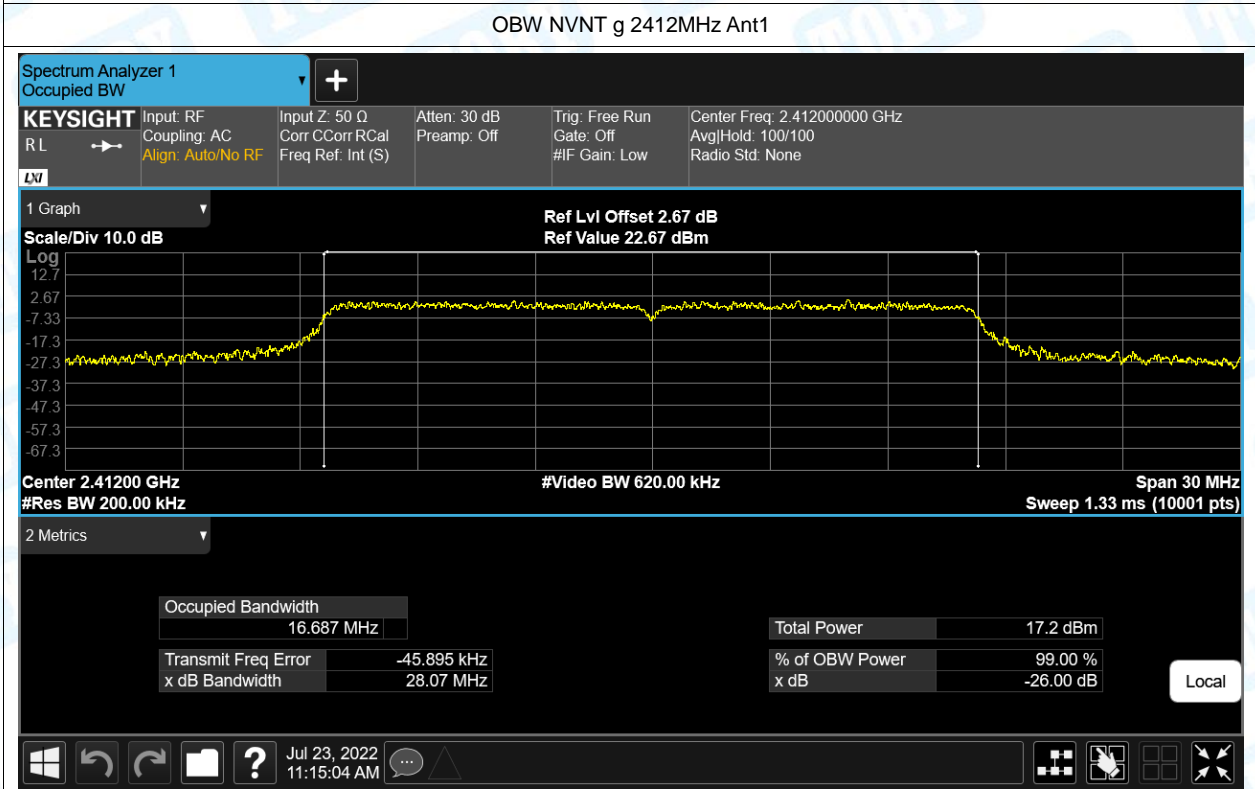 OBW NVNT g 2412MHz Ant1
Spectrum Analyzer 1
Occupied BW
KEYSIGHT
R L
LXI
Input: RF
Coupling: AC
Align: Auto/No RF
Input Z: 50 Ω
Corr CCorr RCal
Freq Ref: Int (S)
Atten: 30 dB
Preamp: Off
Trig: Free Run
Gate: Off
#IF Gain: Low
Center Freq: 2.412000000 GHz
Avg|Hold: 100/100
Radio Std: None
1 Graph
Scale/Div 10.0 dB
Ref Lvl Offset 2.67 dB
Ref Value 22.67 dBm
Log
12.7
2.67
-7.33
-17.3
-27.3
-37.3
-47.3
-57.3
-67.3
Center 2.41200 GHz
#Res BW 200.00 kHz
#Video BW 620.00 kHz
Span 30 MHz
Sweep 1.33 ms (10001 pts)
2 Metrics
Occupied Bandwidth
16.687 MHz
Transmit Freq Error -45.895 kHz
x dB Bandwidth 28.07 MHz
Total Power 17.2 dBm
% of OBW Power 99.00 %
x dB -26.00 dB
Local
Jul 23, 2022
11:15:04 AM